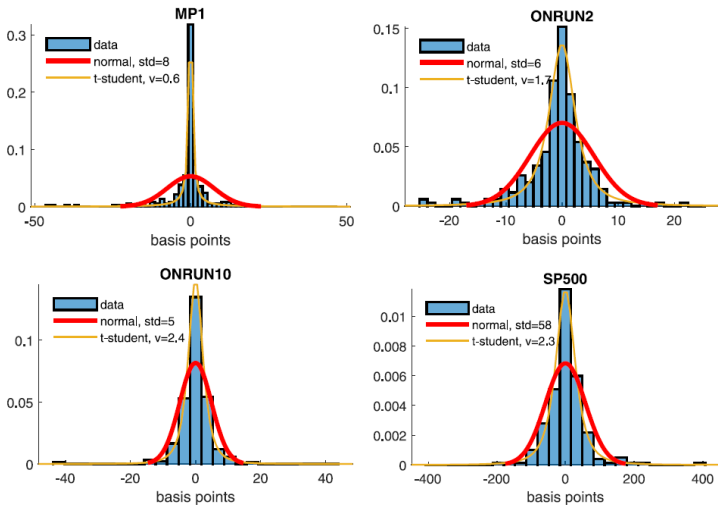 MP1
0.3
0.2
0.1
0
-50
0
50
basis points
data
normal, std=8
t-student, v=0.6
ONRUN2
0.15
0.1
0.05
0
-20
-10
0
10
20
basis points
data
normal, std=6
t-student, v=1.7
ONRUN10
0.1
0.05
0
-40
-20
0
20
40
basis points
data
normal, std=5
t-student, v=2.4
SP500
0.01
0.008
0.006
0.004
0.002
0
-400
-200
0
200
400
basis points
data
normal, std=58
t-student, v=2.3